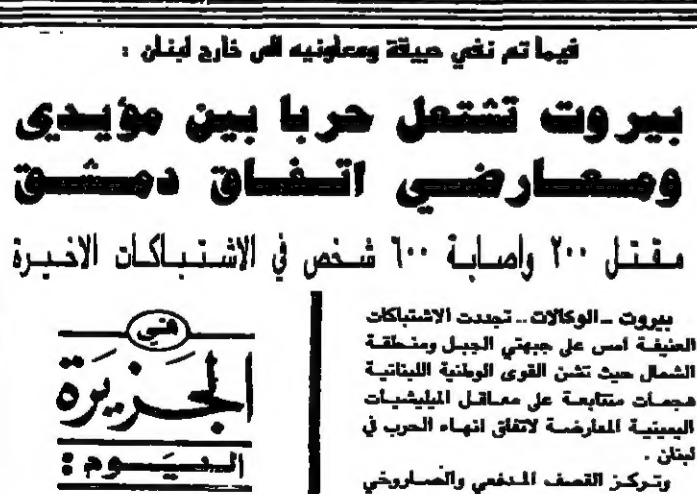 فيما تم نفي حبيقة ومعاونيه الى خارج لبنان :
بيروت تشتعل حربا بين مؤيدى
ومعارضي اتفاق دمشق
مقتل ٢٠٠ واصابة ٦٠٠ شخص في الاشتباكات الاخيرة
بيروت ــ الوكالات .. تجددت الاشتباكات
العنيفة امس على جبهتي الجبل ومنطقة
الشمال حيث تشن القوى الوطنية اللبنانية
هجمات متتابعة على معاقل الميليشيات
اليمينية المعارضة لاتفاق انهاء الحرب في
لبنان .
وتركز القصف المدفعي والصاروخي
في
الجزيرة
اليوم :